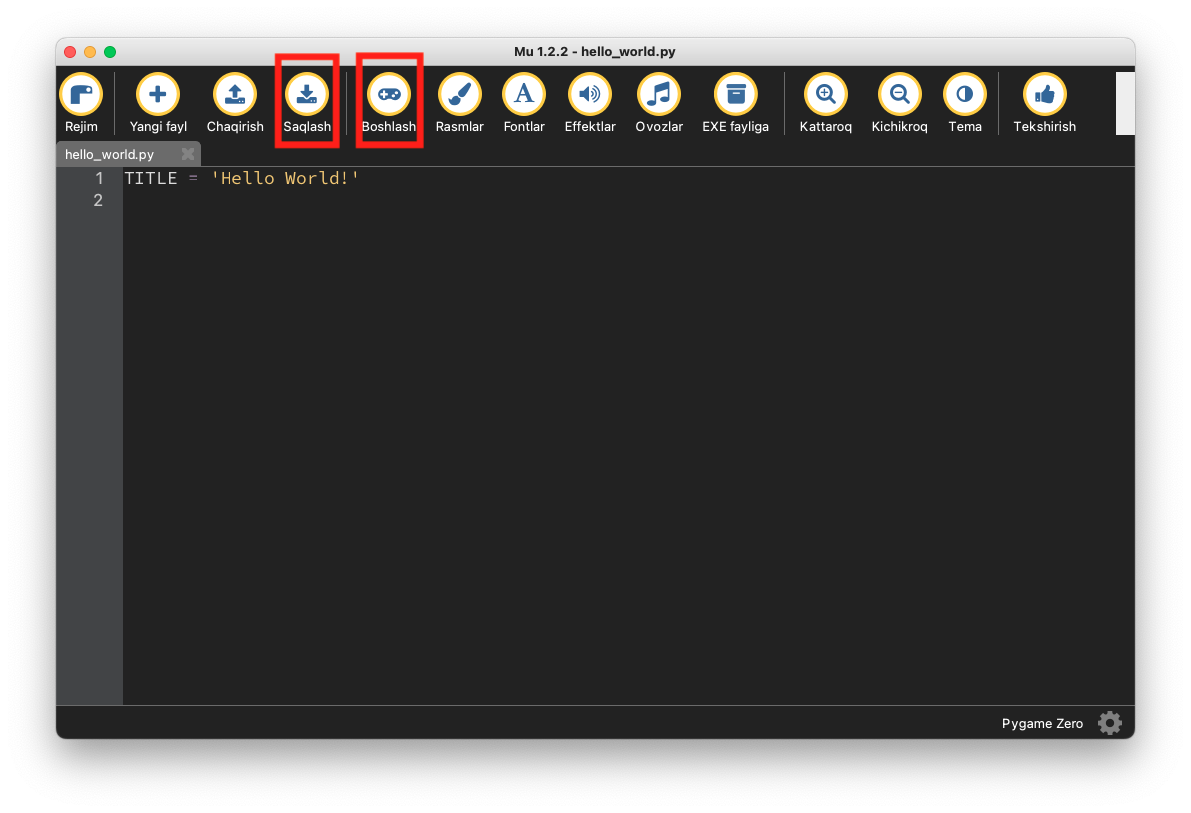 Mu 1.2.2 - hello_world.py
Rejim Yangi fayl Chaqirish Saqlash Boshlash Rasmlar Fontlar Effektlar Ovozlar EXE fayliga Kattaroq Kichikroq Tema Tekshirish
hello_world.py
1 TITLE = 'Hello World!'
2
Pygame Zero